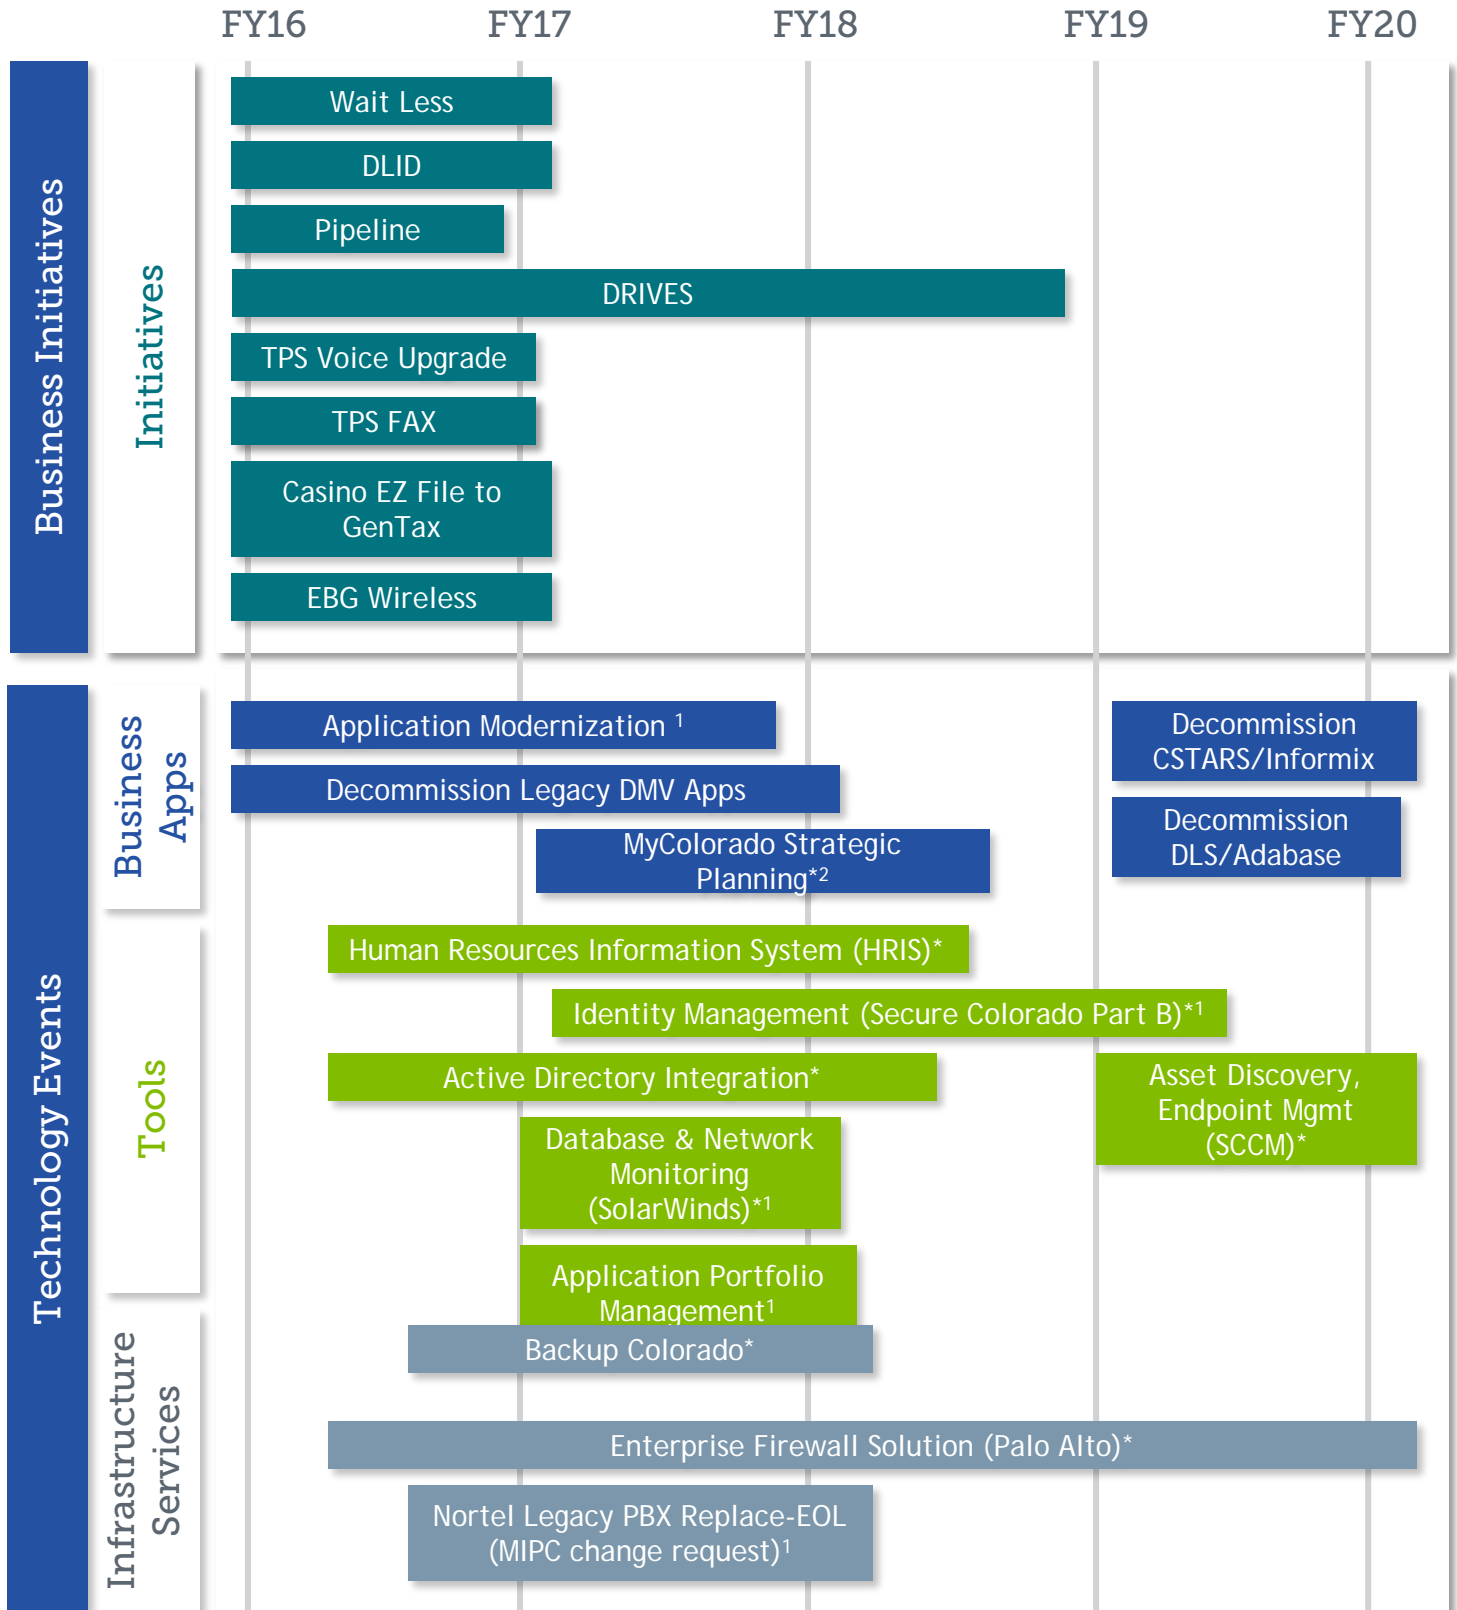 FY16 FY17 FY18 FY19 FY20
Business Initiatives
Initiatives
Wait Less
DLID
Pipeline
DRIVES
TPS Voice Upgrade
TPS FAX
Casino EZ File to
GenTax
EBG Wireless
Technology Events
Business
Apps
Application Modernization ¹
Decommission
CSTARS/Informix
Decommission Legacy DMV Apps
Decommission
DLS/Adabase
MyColorado Strategic
Planning*²
Tools
Human Resources Information System (HRIS)*
Identity Management (Secure Colorado Part B)*¹
Active Directory Integration*
Asset Discovery,
Endpoint Mgmt
(SCCM)*
Database & Network
Monitoring
(SolarWinds)*¹
Application Portfolio
Management¹
Infrastructure
Services
Backup Colorado*
Enterprise Firewall Solution (Palo Alto)*
Nortel Legacy PBX Replace-EOL
(MIPC change request)¹